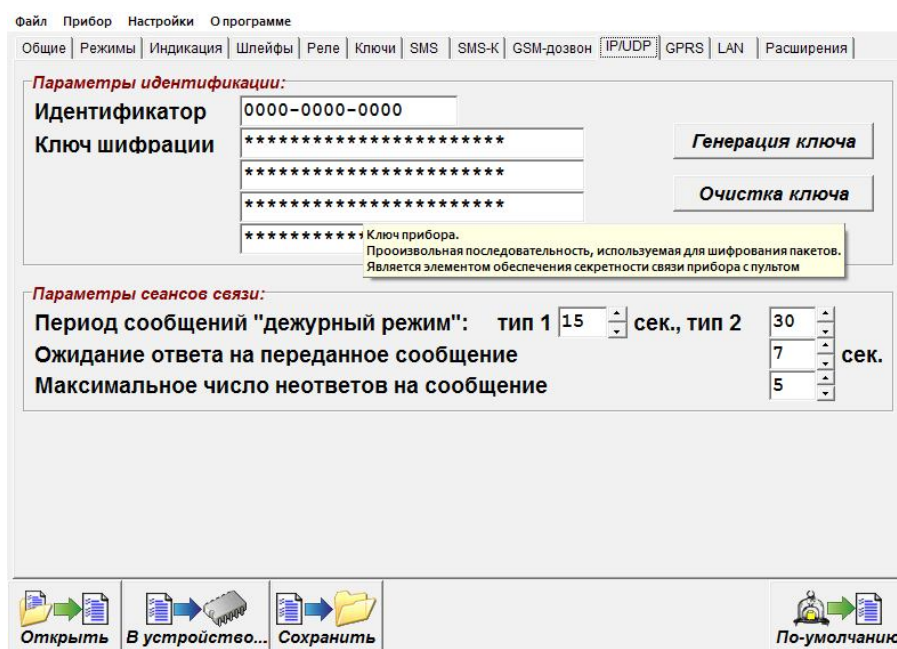 Файл Прибор Настройки О программе
Общие Режимы Индикация Шлейфы Реле Ключи SMS SMS-K GSM-дозвон IP/UDP GPRS LAN Расширения
Параметры идентификации:
Идентификатор 0000-0000-0000
Ключ шифрации ***********************
Генерация ключа
***********************
Очистка ключа
***********************
***********
Ключ прибора.
Прооизвольная последовательность, используемая для шифрования пакетов.
Является элементом обеспечения секретности связи прибора с пультом
Параметры сеансов связи:
Период сообщений "дежурный режим": тип 1 15 сек., тип 2 30
Ожидание ответа на переданное сообщение 7 сек.
Максимальное число неответов на сообщение 5
Открыть В устройство... Сохранить По-умолчанию